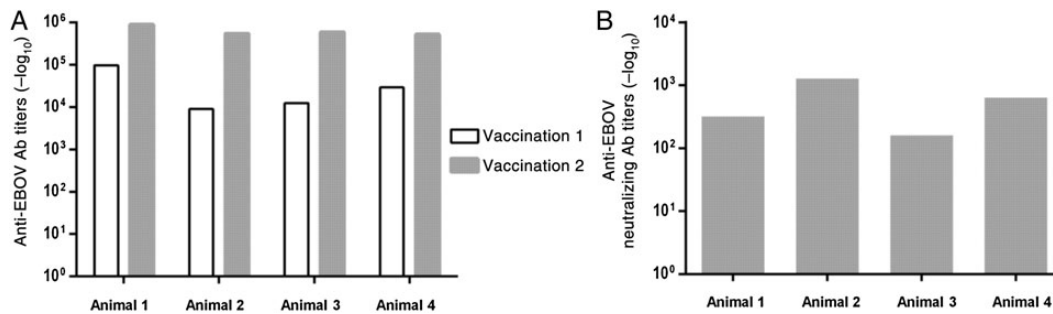 A
Anti-EBOV Ab titers (–log₁₀)
10⁶
10⁵
10⁴
10³
10²
10¹
10⁰
Animal 1 Animal 2 Animal 3 Animal 4
Vaccination 1
Vaccination 2
B
Anti-EBOV
neutralizing Ab titers (–log₁₀)
10⁴
10³
10²
10¹
10⁰
Animal 1 Animal 2 Animal 3 Animal 4